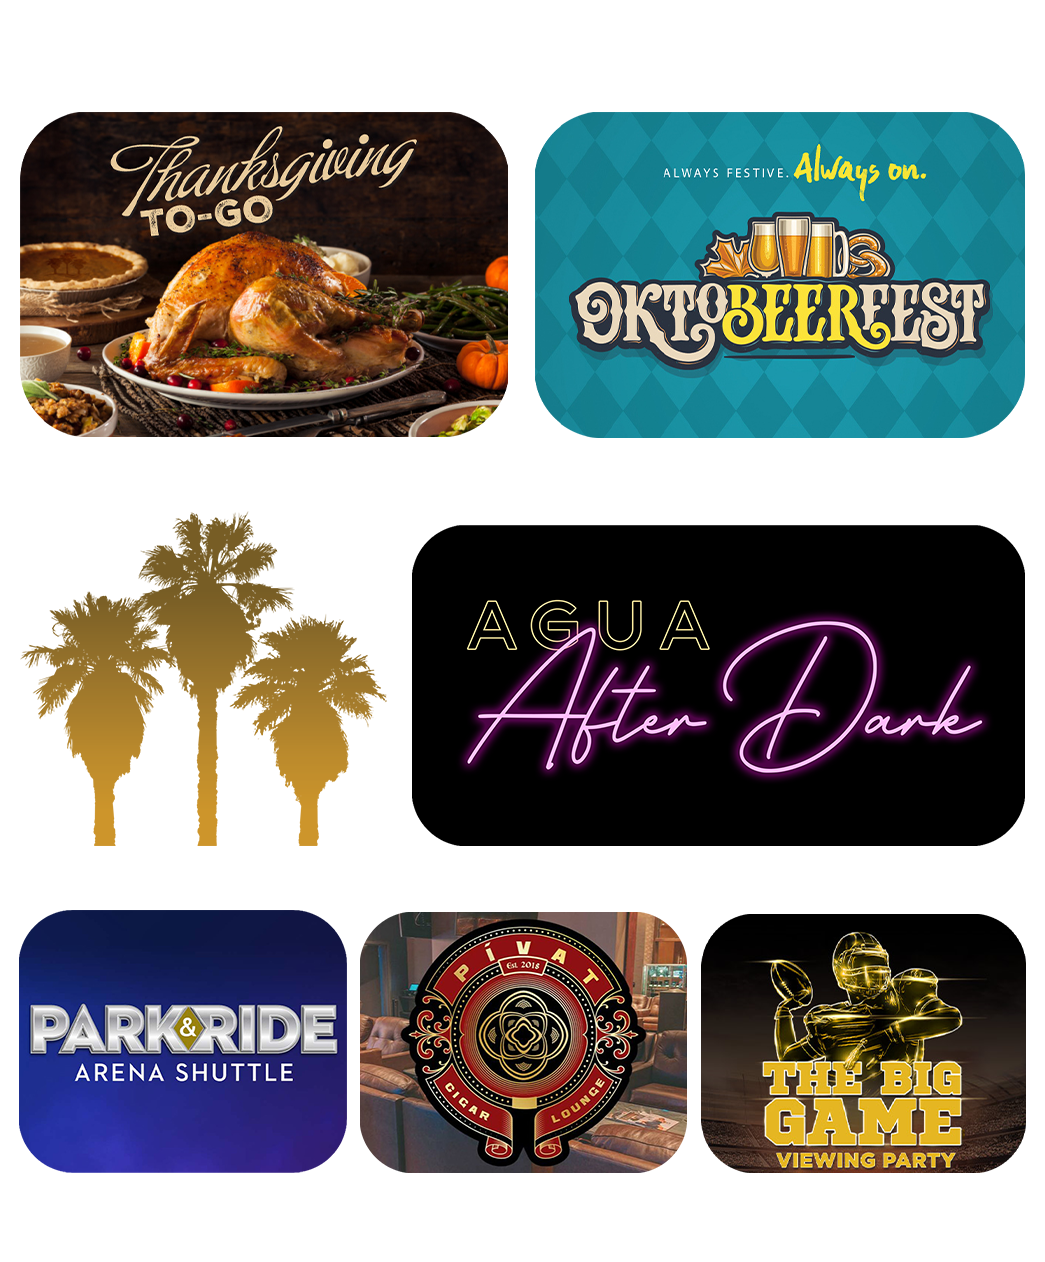 Thanksgiving
TO-GO
ALWAYS FESTIVE. Always on.
OKTOBEERFEST
AGUA
After Dark
PARK & RIDE
ARENA SHUTTLE
PÍVAT
Est. 2018
CIGAR LOUNGE
THE BIG
GAME
VIEWING PARTY